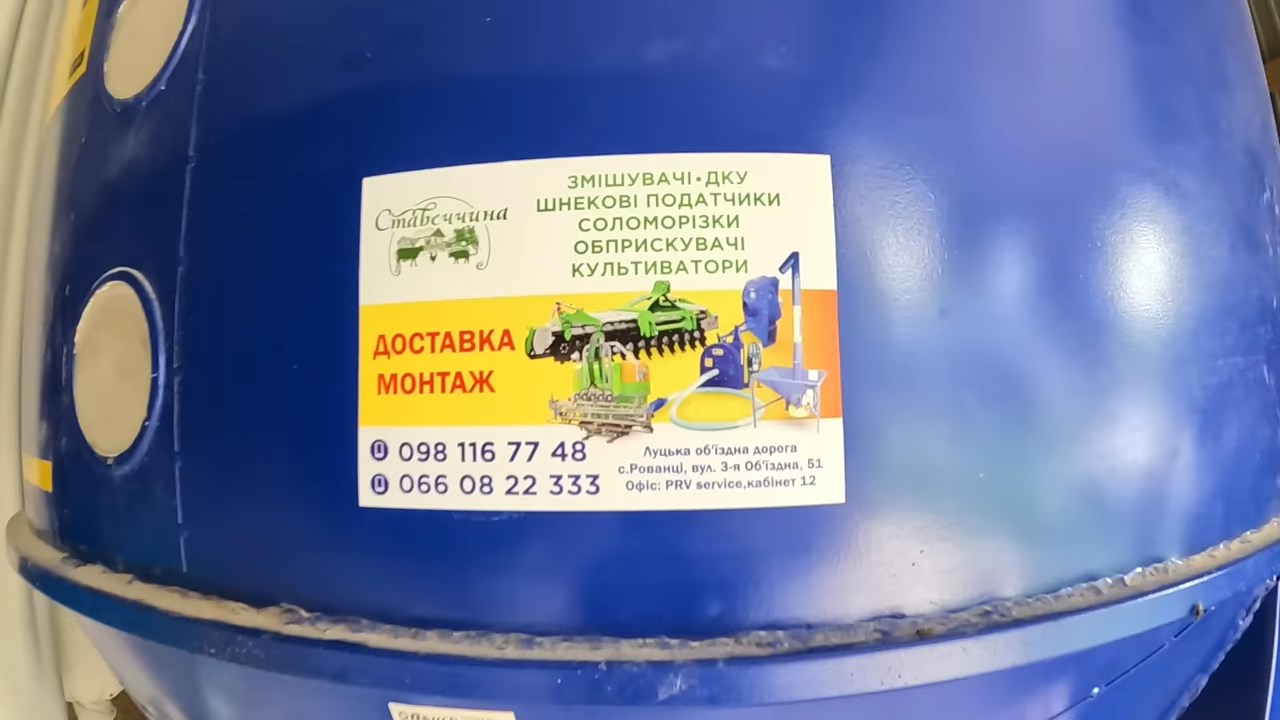 Ставеччина
ЗМІШУВАЧІ•ДКУ
ШНЕКОВІ ПОДАТЧИКИ
СОЛОМОРІЗКИ
ОБПРИСКУВАЧІ
КУЛЬТИВАТОРИ
ДОСТАВКА
МОНТАЖ
098 116 77 48
066 08 22 333
Луцька об'їздна дорога
с.Рованці, вул. 3-я Об'їздна, 51
Офіс: PRV service,кабінет 12